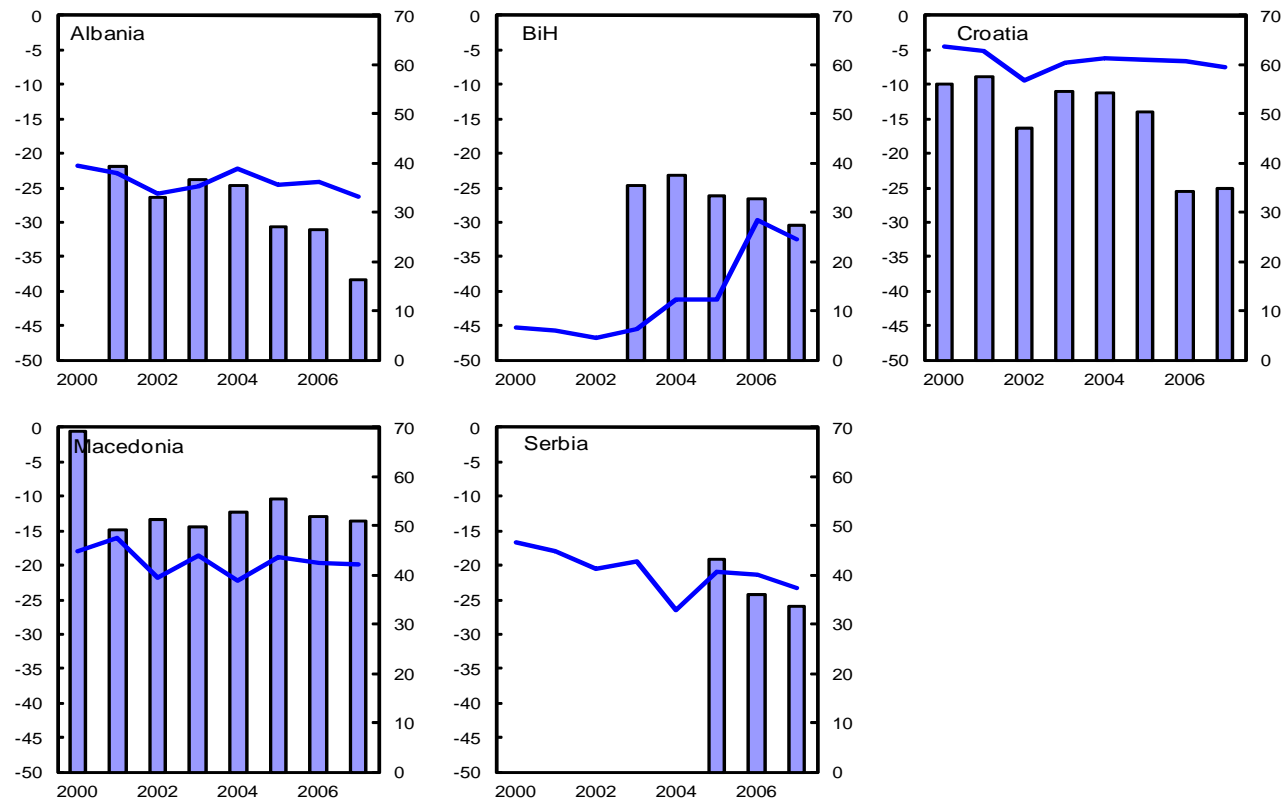 0 70 0 70 0 70
Albania BiH Croatia
-5 -5 -5
60 60 60
-10 -10 -10
-15 50 -15 50 -15 50
-20 40 -20 40 -20 40
-25 -25 -25
-30 30 -30 30 -30 30
-35 20 -35 20 -35 20
-40 -40 -40
10 10 10
-45 -45 -45
-50 0 -50 0 -50 0
2000 2002 2004 2006 2000 2002 2004 2006 2000 2002 2004 2006
0 70 0 70
Macedonia Serbia
-5 -5
60 60
-10 -10
-15 50 -15 50
-20 40 -20 40
-25 -25
-30 30 -30 30
-35 20 -35 20
-40 -40
10 10
-45 -45
-50 0 -50 0
2000 2002 2004 2006 2000 2002 2004 2006